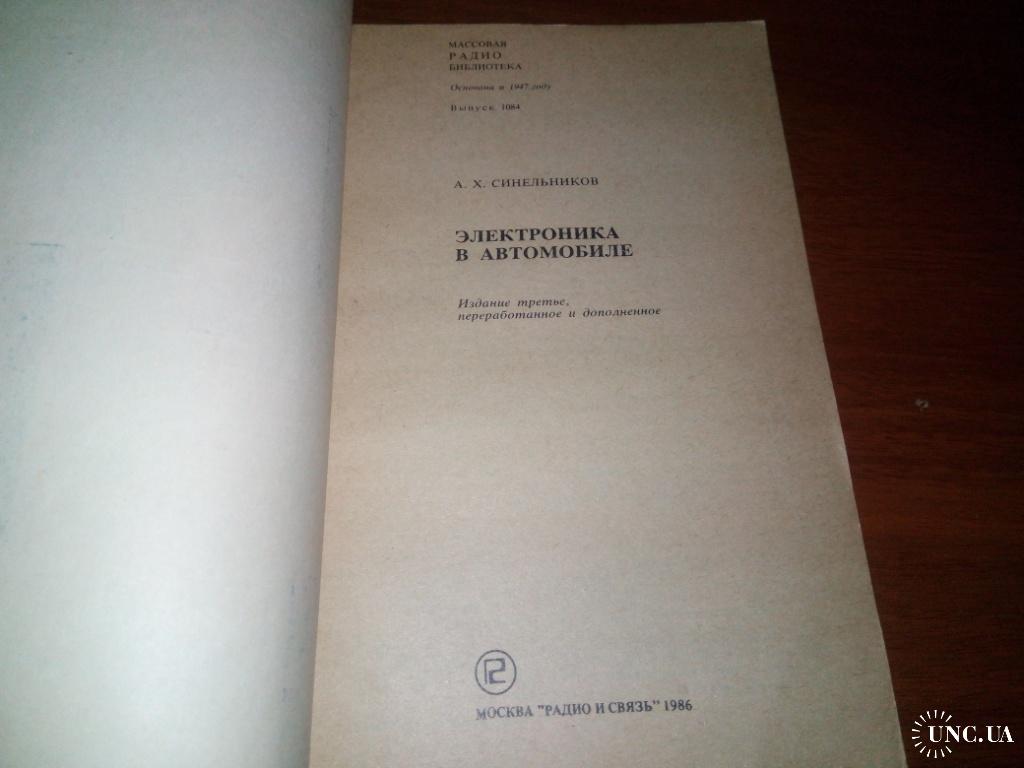 МАССОВАЯ
РАДИО
БИБЛИОТЕКА
Основана в 1947 году
Выпуск 1084
А. Х. СИНЕЛЬНИКОВ
ЭЛЕКТРОНИКА
В АВТОМОБИЛЕ
Издание третье,
переработанное и дополненное
МОСКВА "РАДИО И СВЯЗЬ" 1986
UNC.UA